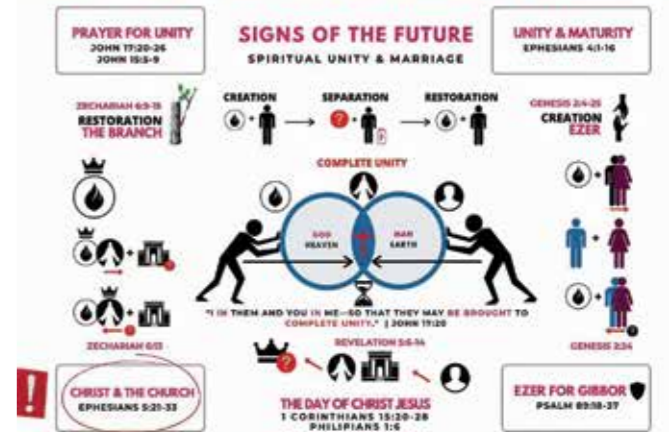 PRAYER FOR UNITY
JOHN 17:20-26
JOHN 15:5-9
SIGNS OF THE FUTURE
SPIRITUAL UNITY & MARRIAGE
UNITY & MATURITY
EPHESIANS 4:1-16
ZECHARIAH 6:9-15
RESTORATION
THE BRANCH
CREATION
SEPARATION
RESTORATION
GENESIS 2:4-25
CREATION
EZER
COMPLETE UNITY
GOD
HEAVEN
MAN
EARTH
"I IN THEM AND YOU IN ME—SO THAT THEY MAY BE BROUGHT TO
COMPLETE UNITY." | JOHN 17:20
ZECHARIAH 6:13
REVELATION 5:6-14
GENESIS 2:24
CHRIST & THE CHURCH
EPHESIANS 5:21-33
THE DAY OF CHRIST JESUS
1 CORINTHIANS 15:20-28
PHILIPIANS 1:6
EZER FOR GIBBOR
PSALM 89:18-37